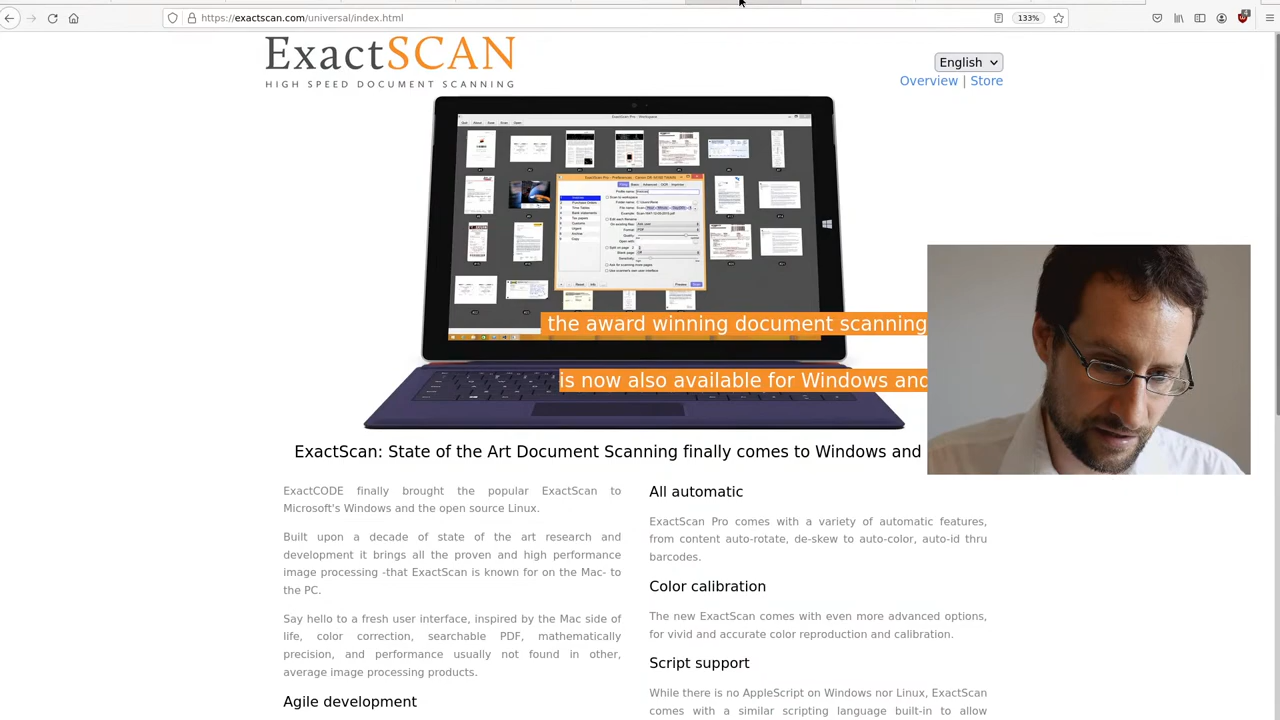 https://exactscan.com/universal/index.html
133%
ExactSCAN
HIGH SPEED DOCUMENT SCANNING
English
Overview | Store
the award winning document scanning
is now also available for Windows and
ExactScan: State of the Art Document Scanning finally comes to Windows and
ExactCODE finally brought the popular ExactScan to
Microsoft's Windows and the open source Linux.
Built upon a decade of state of the art research and
development it brings all the proven and high performance
image processing -that ExactScan is known for on the Mac- to
the PC.
Say hello to a fresh user interface, inspired by the Mac side of
life, color correction, searchable PDF, mathematically
precision, and performance usually not found in other,
average image processing products.
Agile development
All automatic
ExactScan Pro comes with a variety of automatic features,
from content auto-rotate, de-skew to auto-color, auto-id thru
barcodes.
Color calibration
The new ExactScan comes with even more advanced options,
for vivid and accurate color reproduction and calibration.
Script support
While there is no AppleScript on Windows nor Linux, ExactScan
comes with a similar scripting language built-in to allow